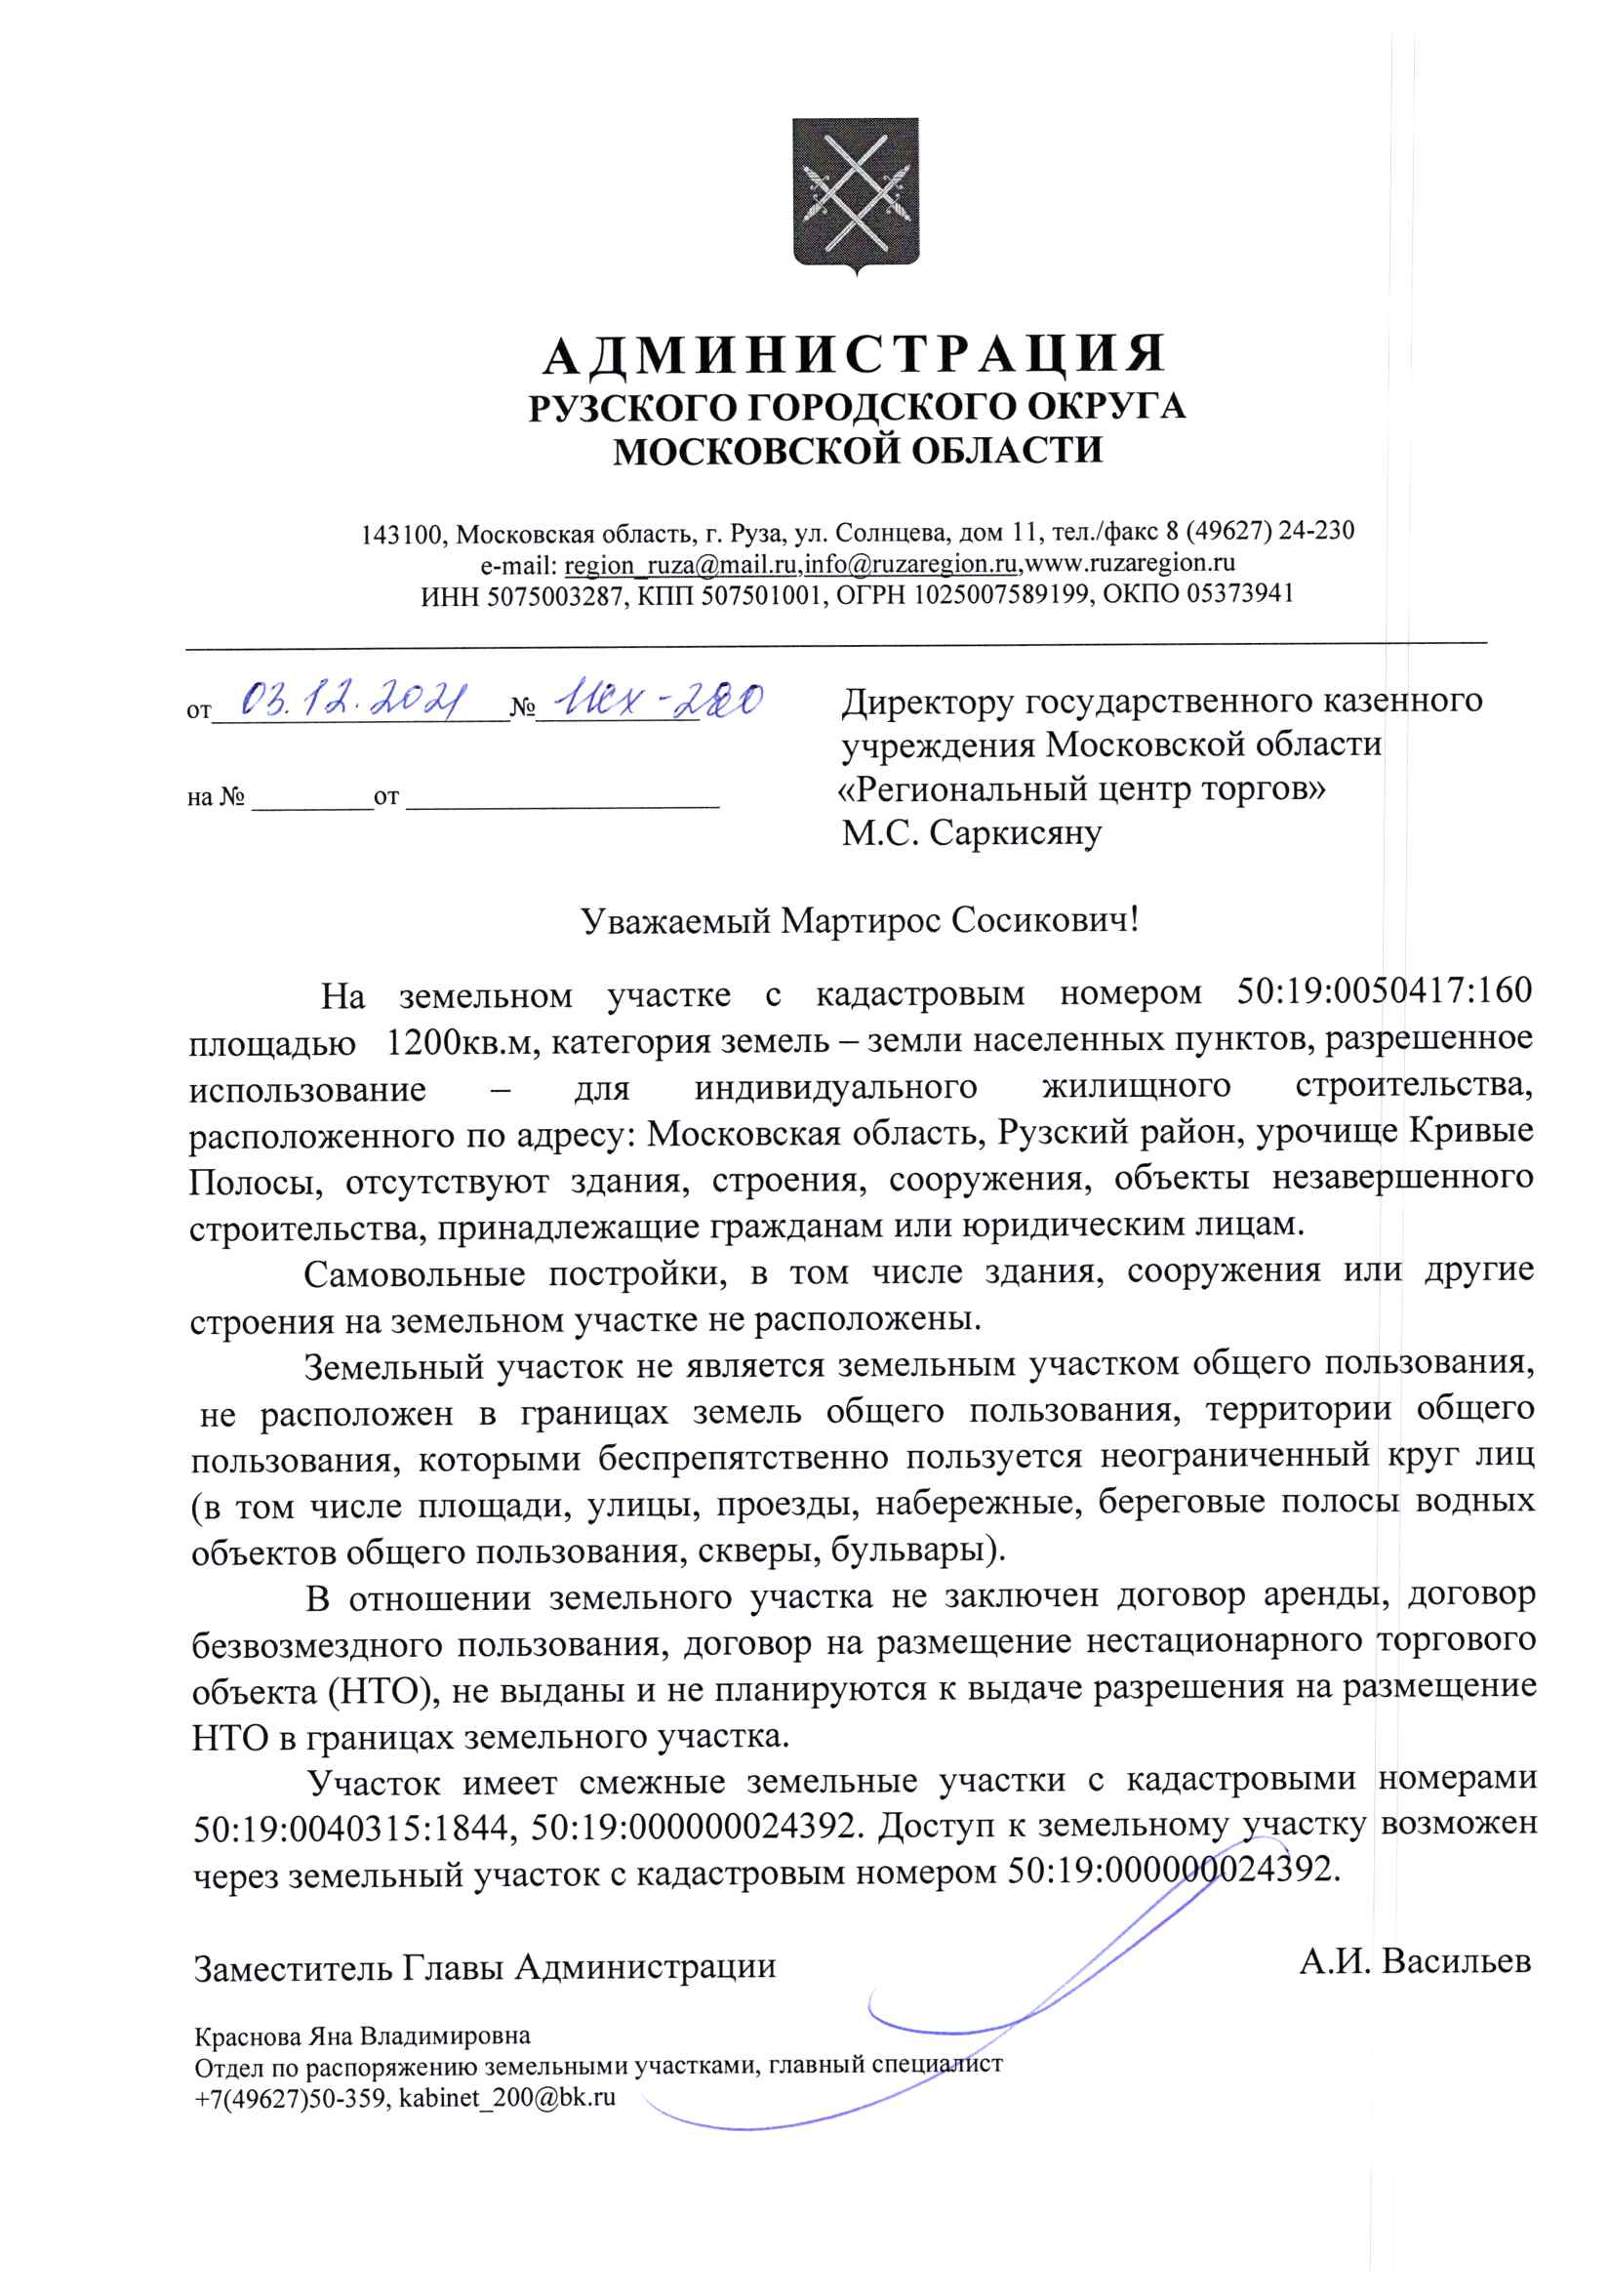 АДМИНИСТРАЦИЯ
РУЗСКОГО ГОРОДСКОГО ОКРУГА
МОСКОВСКОЙ ОБЛАСТИ
143100, Московская область, г. Руза, ул. Солнцева, дом 11, тел./факс 8 (49627) 24-230
e-mail: region_ruza@mail.ru,info@ruzaregion.ru,www.ruzaregion.ru
ИНН 5075003287, КПП 507501001, ОГРН 1025007589199, ОКПО 05373941
от 03.12.2021 №
на № _________от _______________________
Директору государственного казенного
учреждения Московской области
«Региональный центр торгов»
М.С. Саркисяну
Уважаемый Мартирос Сосикович!
На земельном участке с кадастровым номером 50:19:0050417:160
площадью 1200кв.м, категория земель – земли населенных пунктов, разрешенное
использование – для индивидуального жилищного строительства,
расположенного по адресу: Московская область, Рузский район, урочище Кривые
Полосы, отсутствуют здания, строения, сооружения, объекты незавершенного
строительства, принадлежащие гражданам или юридическим лицам.
Самовольные постройки, в том числе здания, сооружения или другие
строения на земельном участке не расположены.
Земельный участок не является земельным участком общего пользования,
не расположен в границах земель общего пользования, территории общего
пользования, которыми беспрепятственно пользуется неограниченный круг лиц
(в том числе площади, улицы, проезды, набережные, береговые полосы водных
объектов общего пользования, скверы, бульвары).
В отношении земельного участка не заключен договор аренды, договор
безвозмездного пользования, договор на размещение нестационарного торгового
объекта (НТО), не выданы и не планируются к выдаче разрешения на размещение
НТО в границах земельного участка.
Участок имеет смежные земельные участки с кадастровыми номерами
50:19:0040315:1844, 50:19:000000024392. Доступ к земельному участку возможен
через земельный участок с кадастровым номером 50:19:000000024392.
Заместитель Главы Администрации
А.И. Васильев
Краснова Яна Владимировна
Отдел по распоряжению земельными участками, главный специалист
+7(49627)50-359, kabinet_200@bk.ru